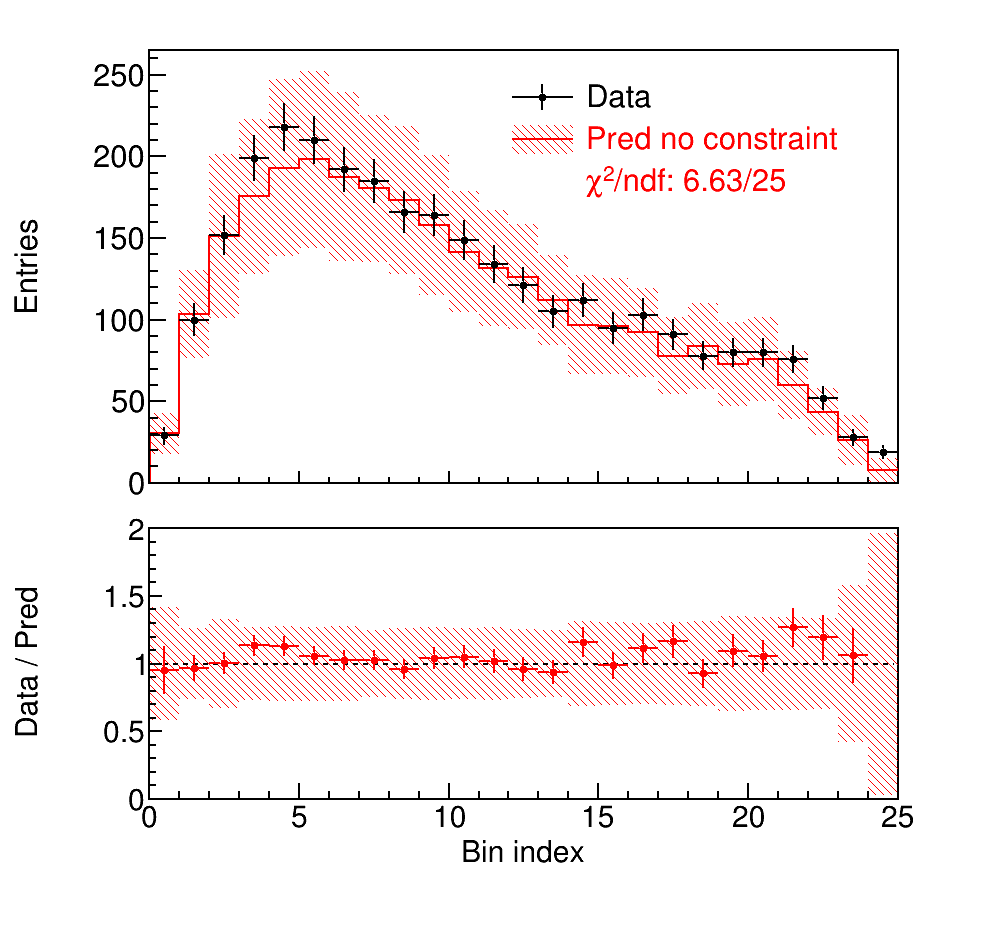 250
200
150
100
50
0
Entries
Data
Pred no constraint
χ²/ndf: 6.63/25
2
1.5
1
0.5
0
Data / Pred
0 5 10 15 20 25
Bin index